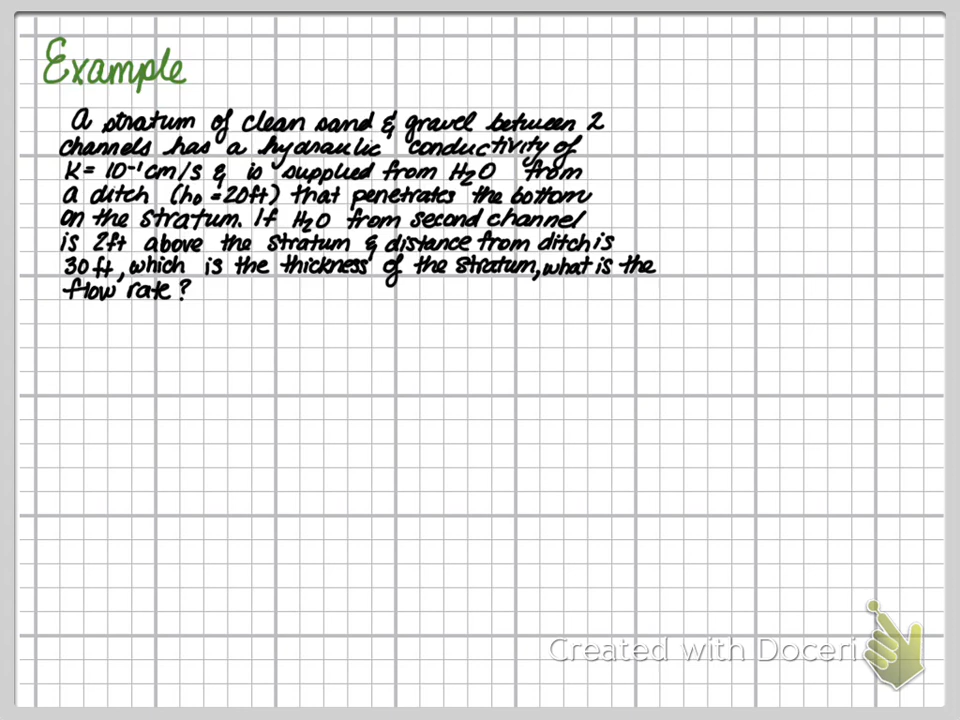 Example
A stratum of clean sand & gravel between 2
channels has a hydraulic conductivity of
K = 10⁻¹cm/s & is supplied from H₂O from
a ditch (h₀ = 20ft) that penetrates the bottom
on the stratum. If H₂O from second channel
is 2ft above the stratum & distance from ditch is
30 ft, which is the thickness of the stratum, what is the
flow rate?
Created with Doceri